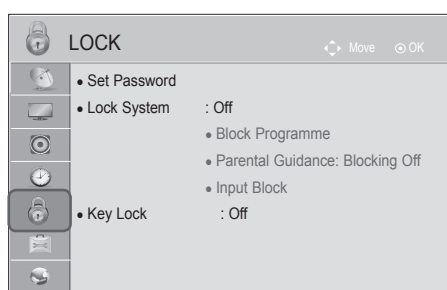 LOCK Move OK
• Set Password
• Lock System : Off
• Block Programme
• Parental Guidance: Blocking Off
• Input Block
• Key Lock : Off